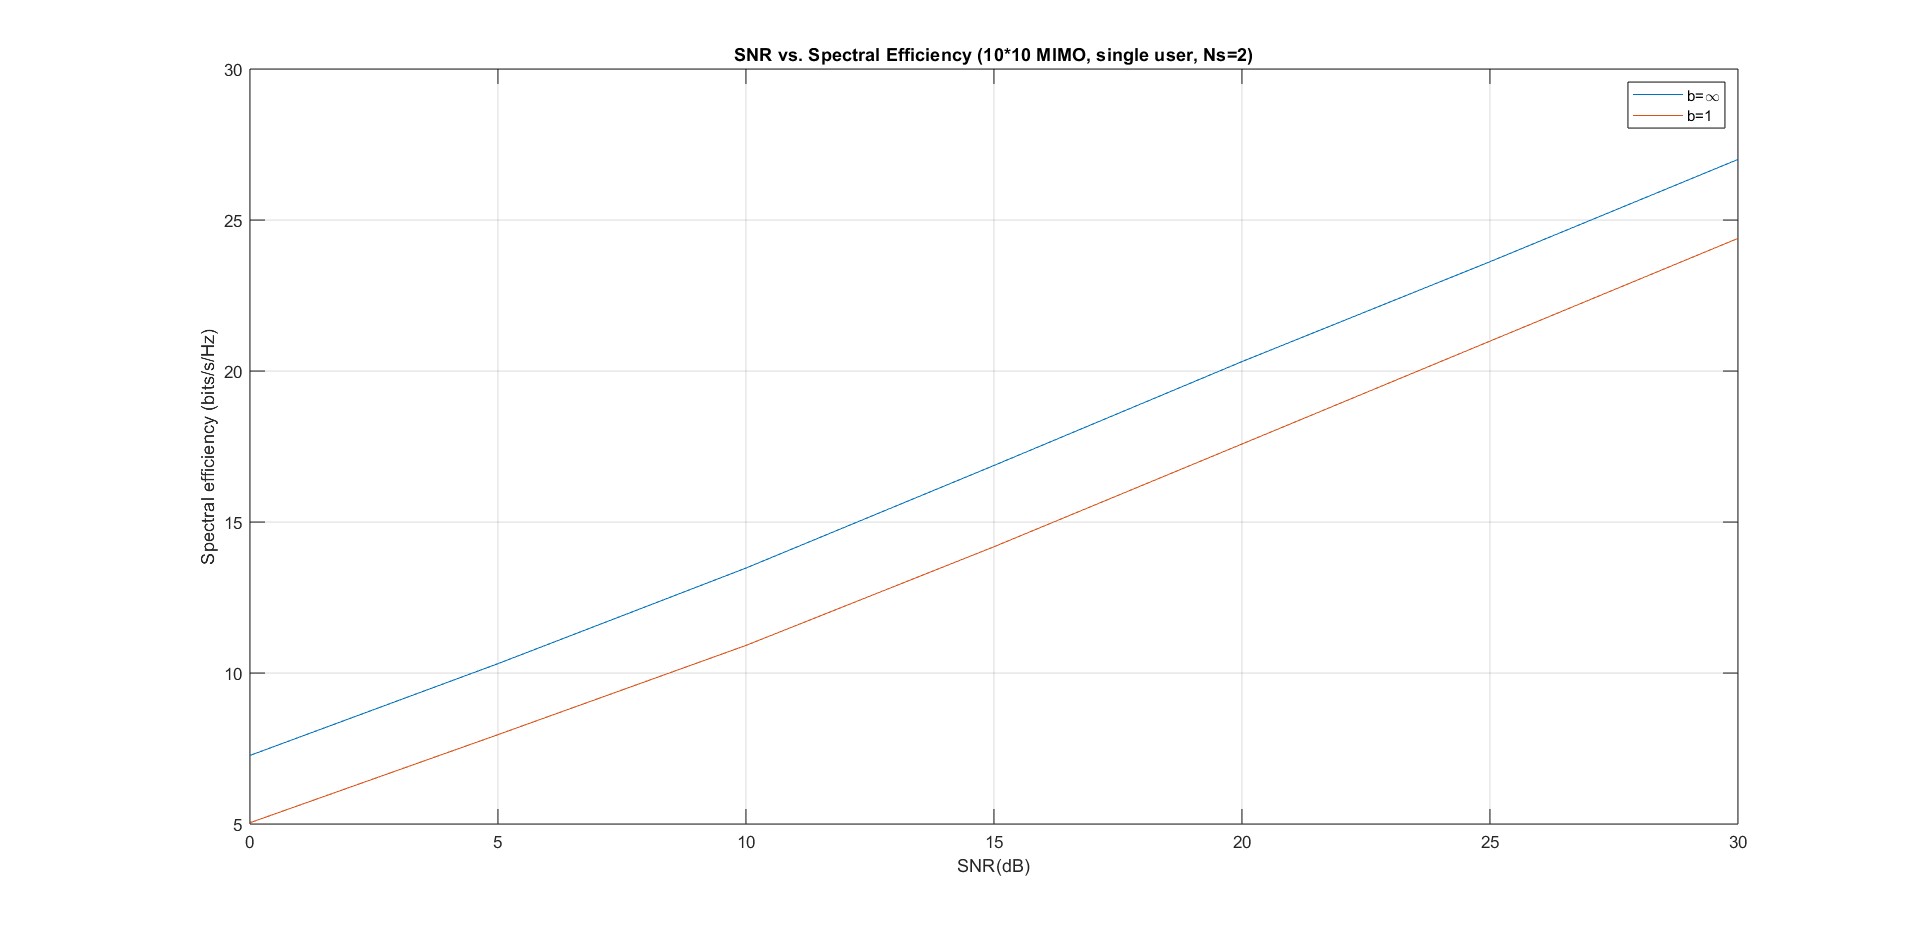 SNR vs. Spectral Efficiency (10*10 MIMO, single user, Ns=2)
b=∞
b=1
30
25
20
15
10
5
Spectral efficiency (bits/s/Hz)
0
5
10
15
20
25
30
SNR(dB)